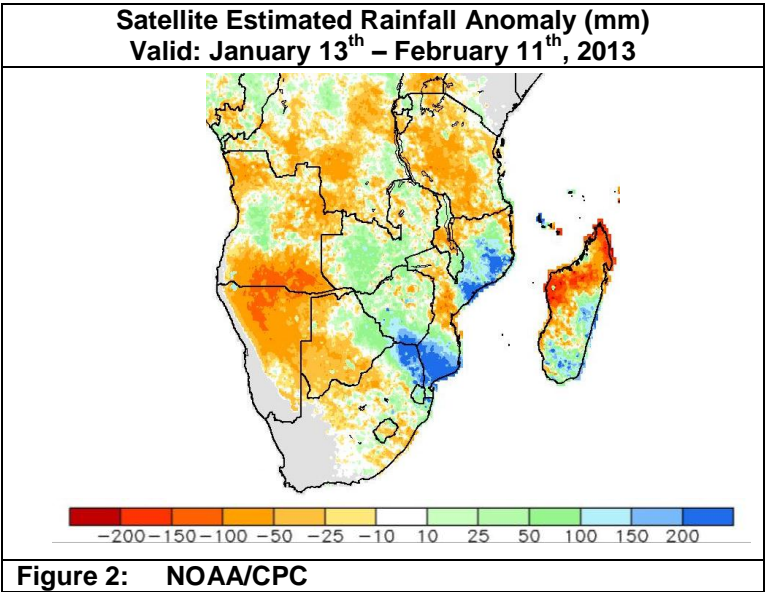 Satellite Estimated Rainfall Anomaly (mm)
Valid: January 13th – February 11th, 2013
−200 −150 −100 −50 −25 −10 10 25 50 100 150 200
Figure 2: NOAA/CPC